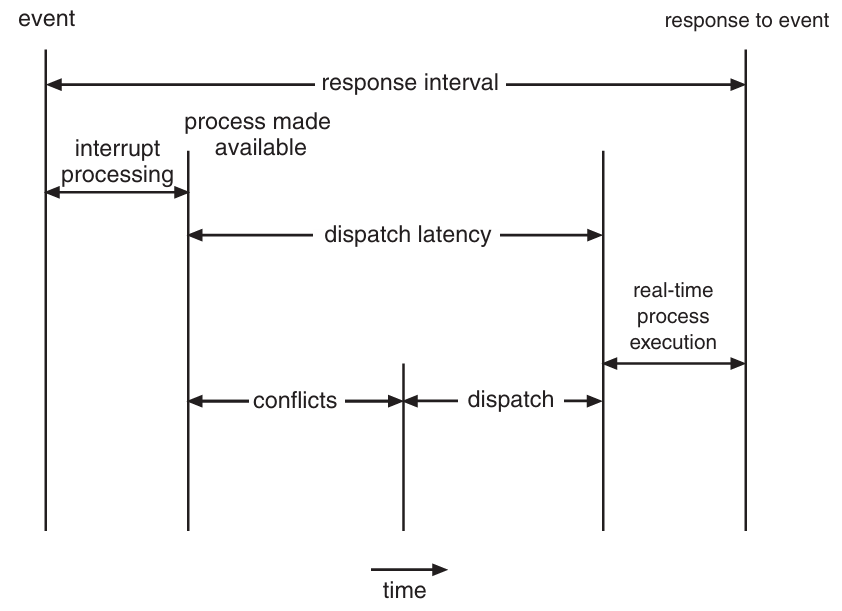 event
response to event
response interval
process made
available
interrupt
processing
dispatch latency
real-time
process
execution
conflicts
dispatch
time